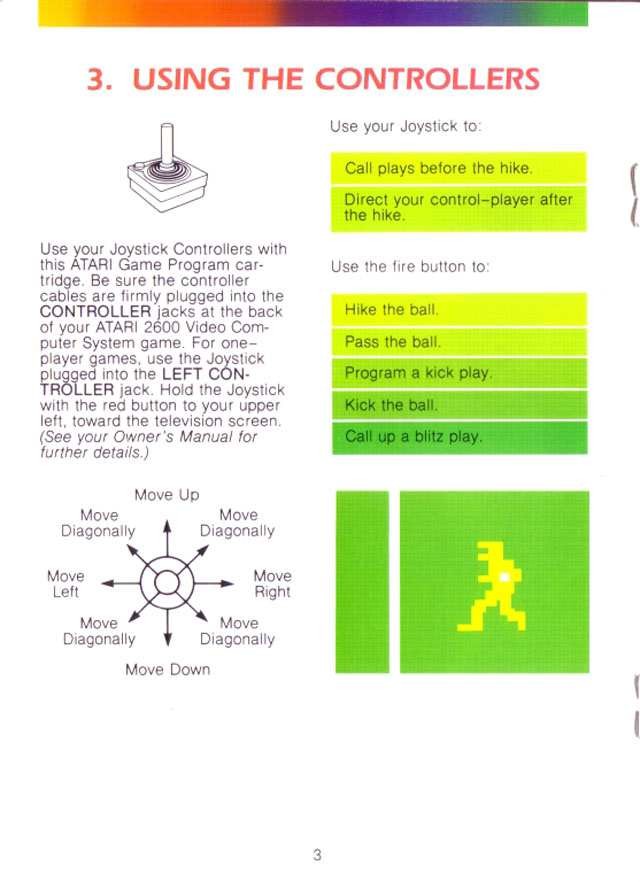 3. USING THE CONTROLLERS
Use your Joystick Controllers with
this ATARI Game Program car-
tridge. Be sure the controller
cables are firmly plugged into the
CONTROLLER jacks at the back
of your ATARI 2600 Video Com-
puter System game. For one-
player games, use the Joystick
plugged into the LEFT CON-
TROLLER jack. Hold the Joystick
with the red button to your upper
left, toward the television screen.
(See your Owner's Manual for
further details.)
Move Up
Move
Diagonally
Move
Diagonally
Move
Left
Move
Right
Move
Diagonally
Move
Diagonally
Move Down
Use your Joystick to:
Call plays before the hike.
Direct your control-player after
the hike.
Use the fire button to:
Hike the ball.
Pass the ball.
Program a kick play.
Kick the ball.
Call up a blitz play.
3